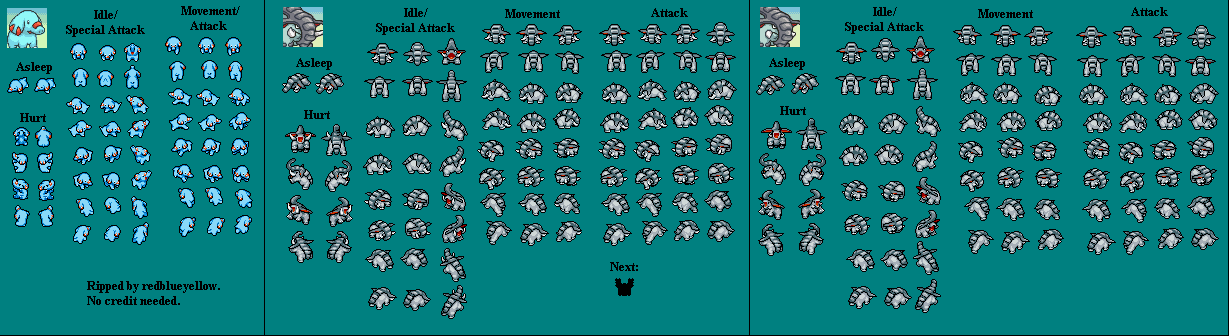 Idle/
Special Attack
Movement/
Attack
Asleep
Hurt
Ripped by redblueyellow.
No credit needed.
Idle/
Special Attack
Movement
Attack
Asleep
Hurt
Next:
Idle/
Special Attack
Movement
Attack
Asleep
Hurt